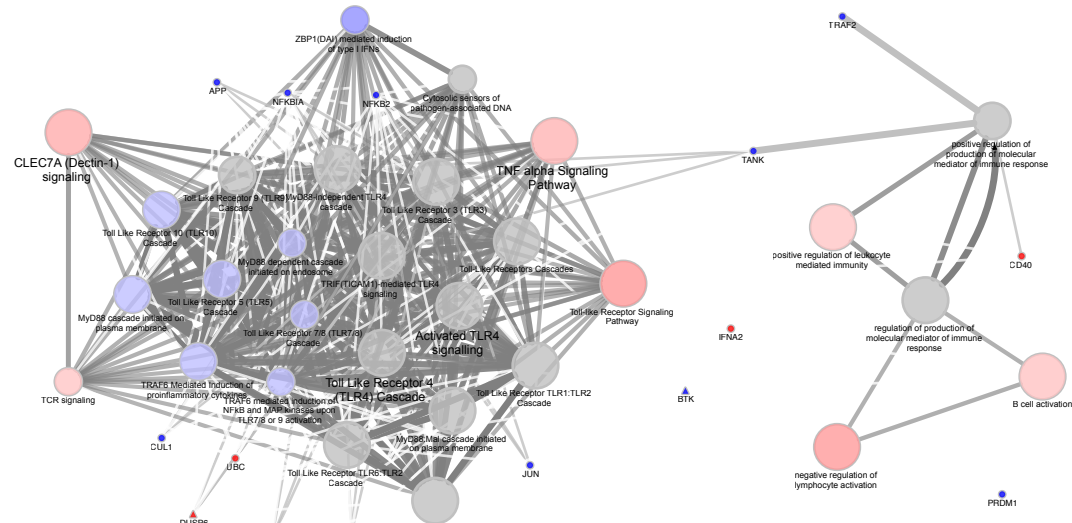 TRAF2
ZBP1(DAI) mediated induction
of type I IFNs
APP
NFKBIA
NFKB2
Cytosolic sensors of
pathogen-associated DNA
CLEC7A (Dectin-1)
signaling
TNF alpha Signaling
Pathway
TANK
positive regulation of
production of molecular
mediator of immune response
Toll Like Receptor 9 (TLR9)
Cascade
MyD88-independent TLR4
cascade
Toll Like Receptor 3 (TLR3)
Cascade
Toll Like Receptor 10 (TLR10)
Cascade
MyD88 dependent cascade
initiated on endosome
TRIF(TICAM1)-mediated TLR4
signaling
Toll-Like Receptors Cascades
positive regulation of leukocyte
mediated immunity
CD40
MyD88 cascade initiated on
plasma membrane
Toll Like Receptor 5 (TLR5)
Cascade
Toll Like Receptor 7/8 (TLR7/8)
Cascade
Activated TLR4
signalling
Toll-like Receptor Signaling
Pathway
IFNA2
regulation of production of
molecular mediator of immune
response
TCR signaling
TRAF6 Mediated Induction of
proinflammatory cytokines
TRAF6 mediated induction of
NFkB and MAP kinases upon
TLR7/8 or 9 activation
Toll Like Receptor 4
(TLR4) Cascade
Toll Like Receptor TLR1:TLR2
Cascade
BTK
B cell activation
CUL1
UBC
Toll Like Receptor TLR6:TLR2
Cascade
MyD88:Mal cascade initiated
on plasma membrane
JUN
negative regulation of
lymphocyte activation
PRDM1
DUSP6